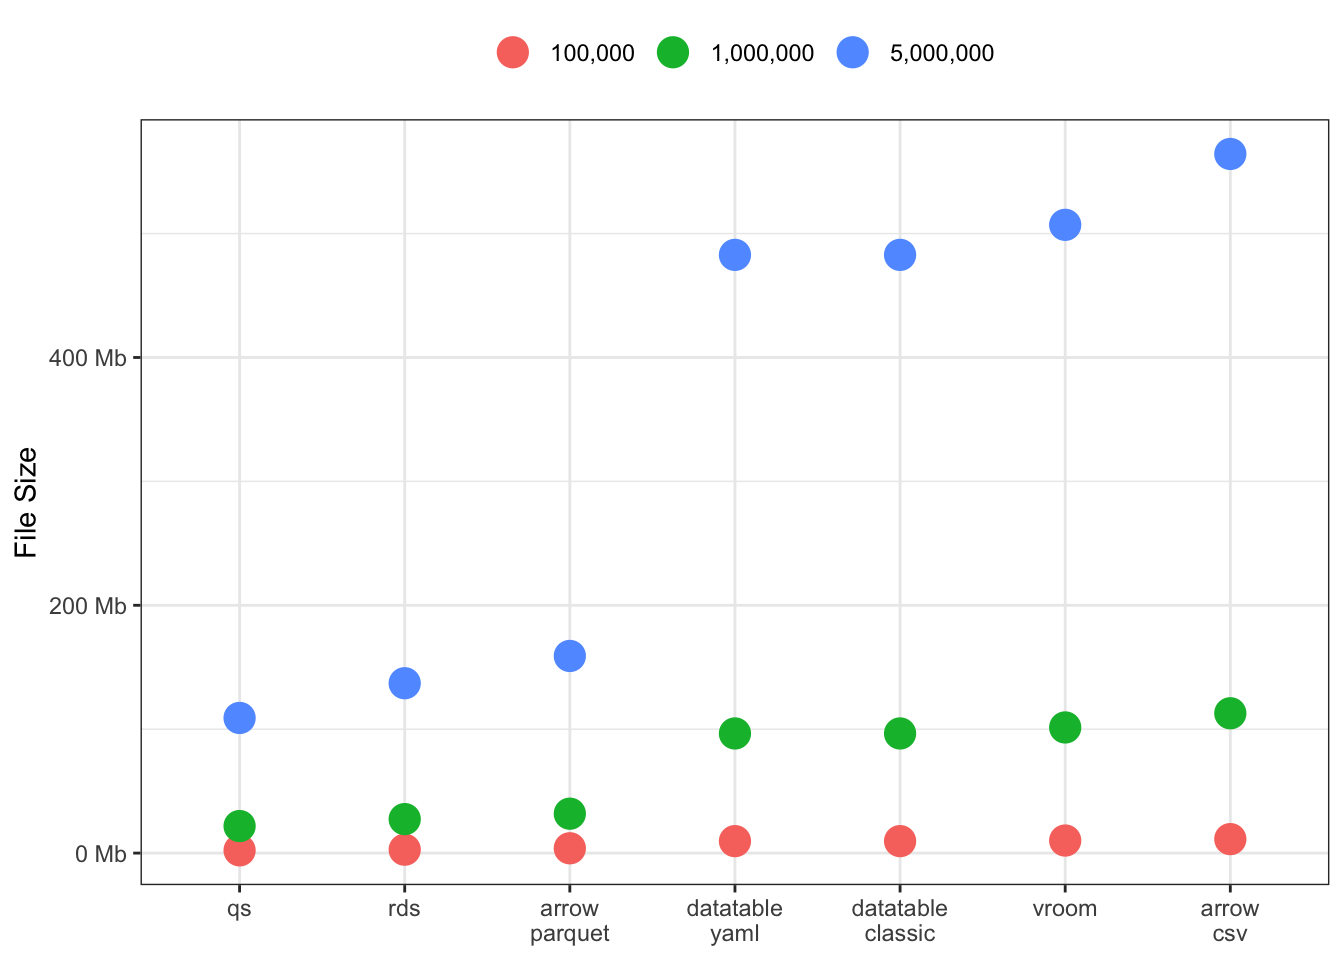 100,000 1,000,000 5,000,000
File Size
400 Mb
200 Mb
0 Mb
qs rds arrow datatable datatable vroom arrow
parquet yaml classic csv